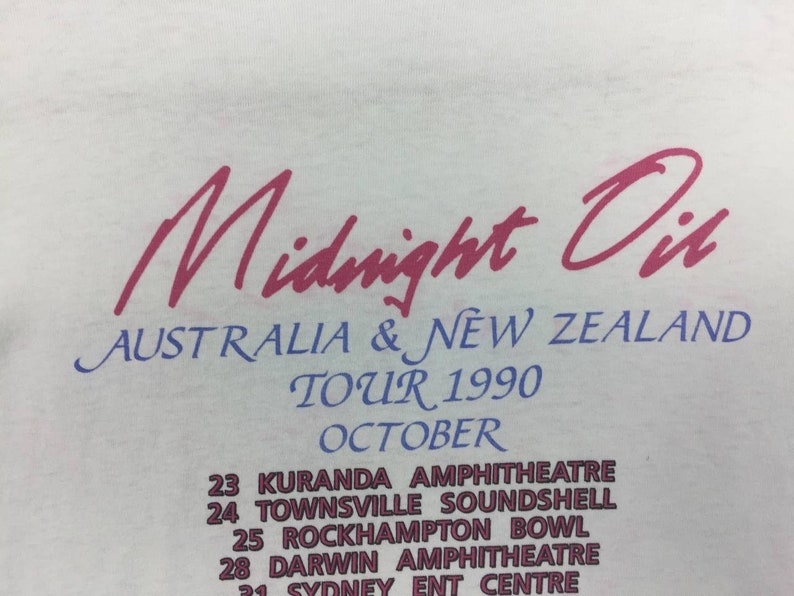 Midnight Oil
AUSTRALIA & NEW ZEALAND
TOUR 1990
OCTOBER
23 KURANDA AMPHITHEATRE
24 TOWNSVILLE SOUNDSHELL
25 ROCKHAMPTON BOWL
28 DARWIN AMPHITHEATRE
31 SYDNEY ENT CENTRE